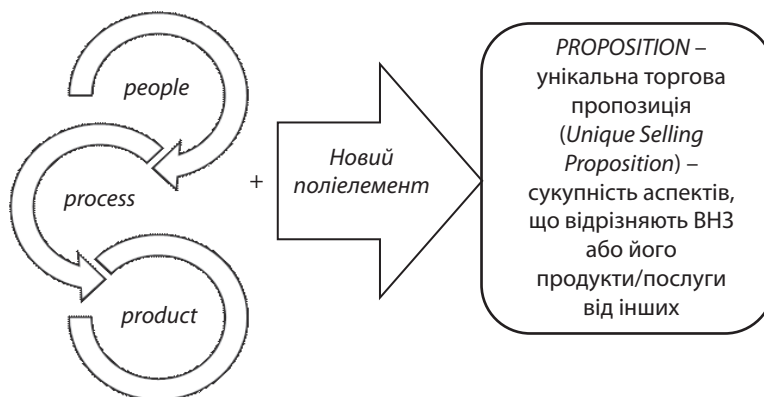 people
process
product
+
Новий
поліелемент
PROPOSITION –
унікальна торгова
пропозиція
(Unique Selling
Proposition) –
сукупність аспектів,
що відрізняють ВНЗ
або його
продукти/послуги
від інших